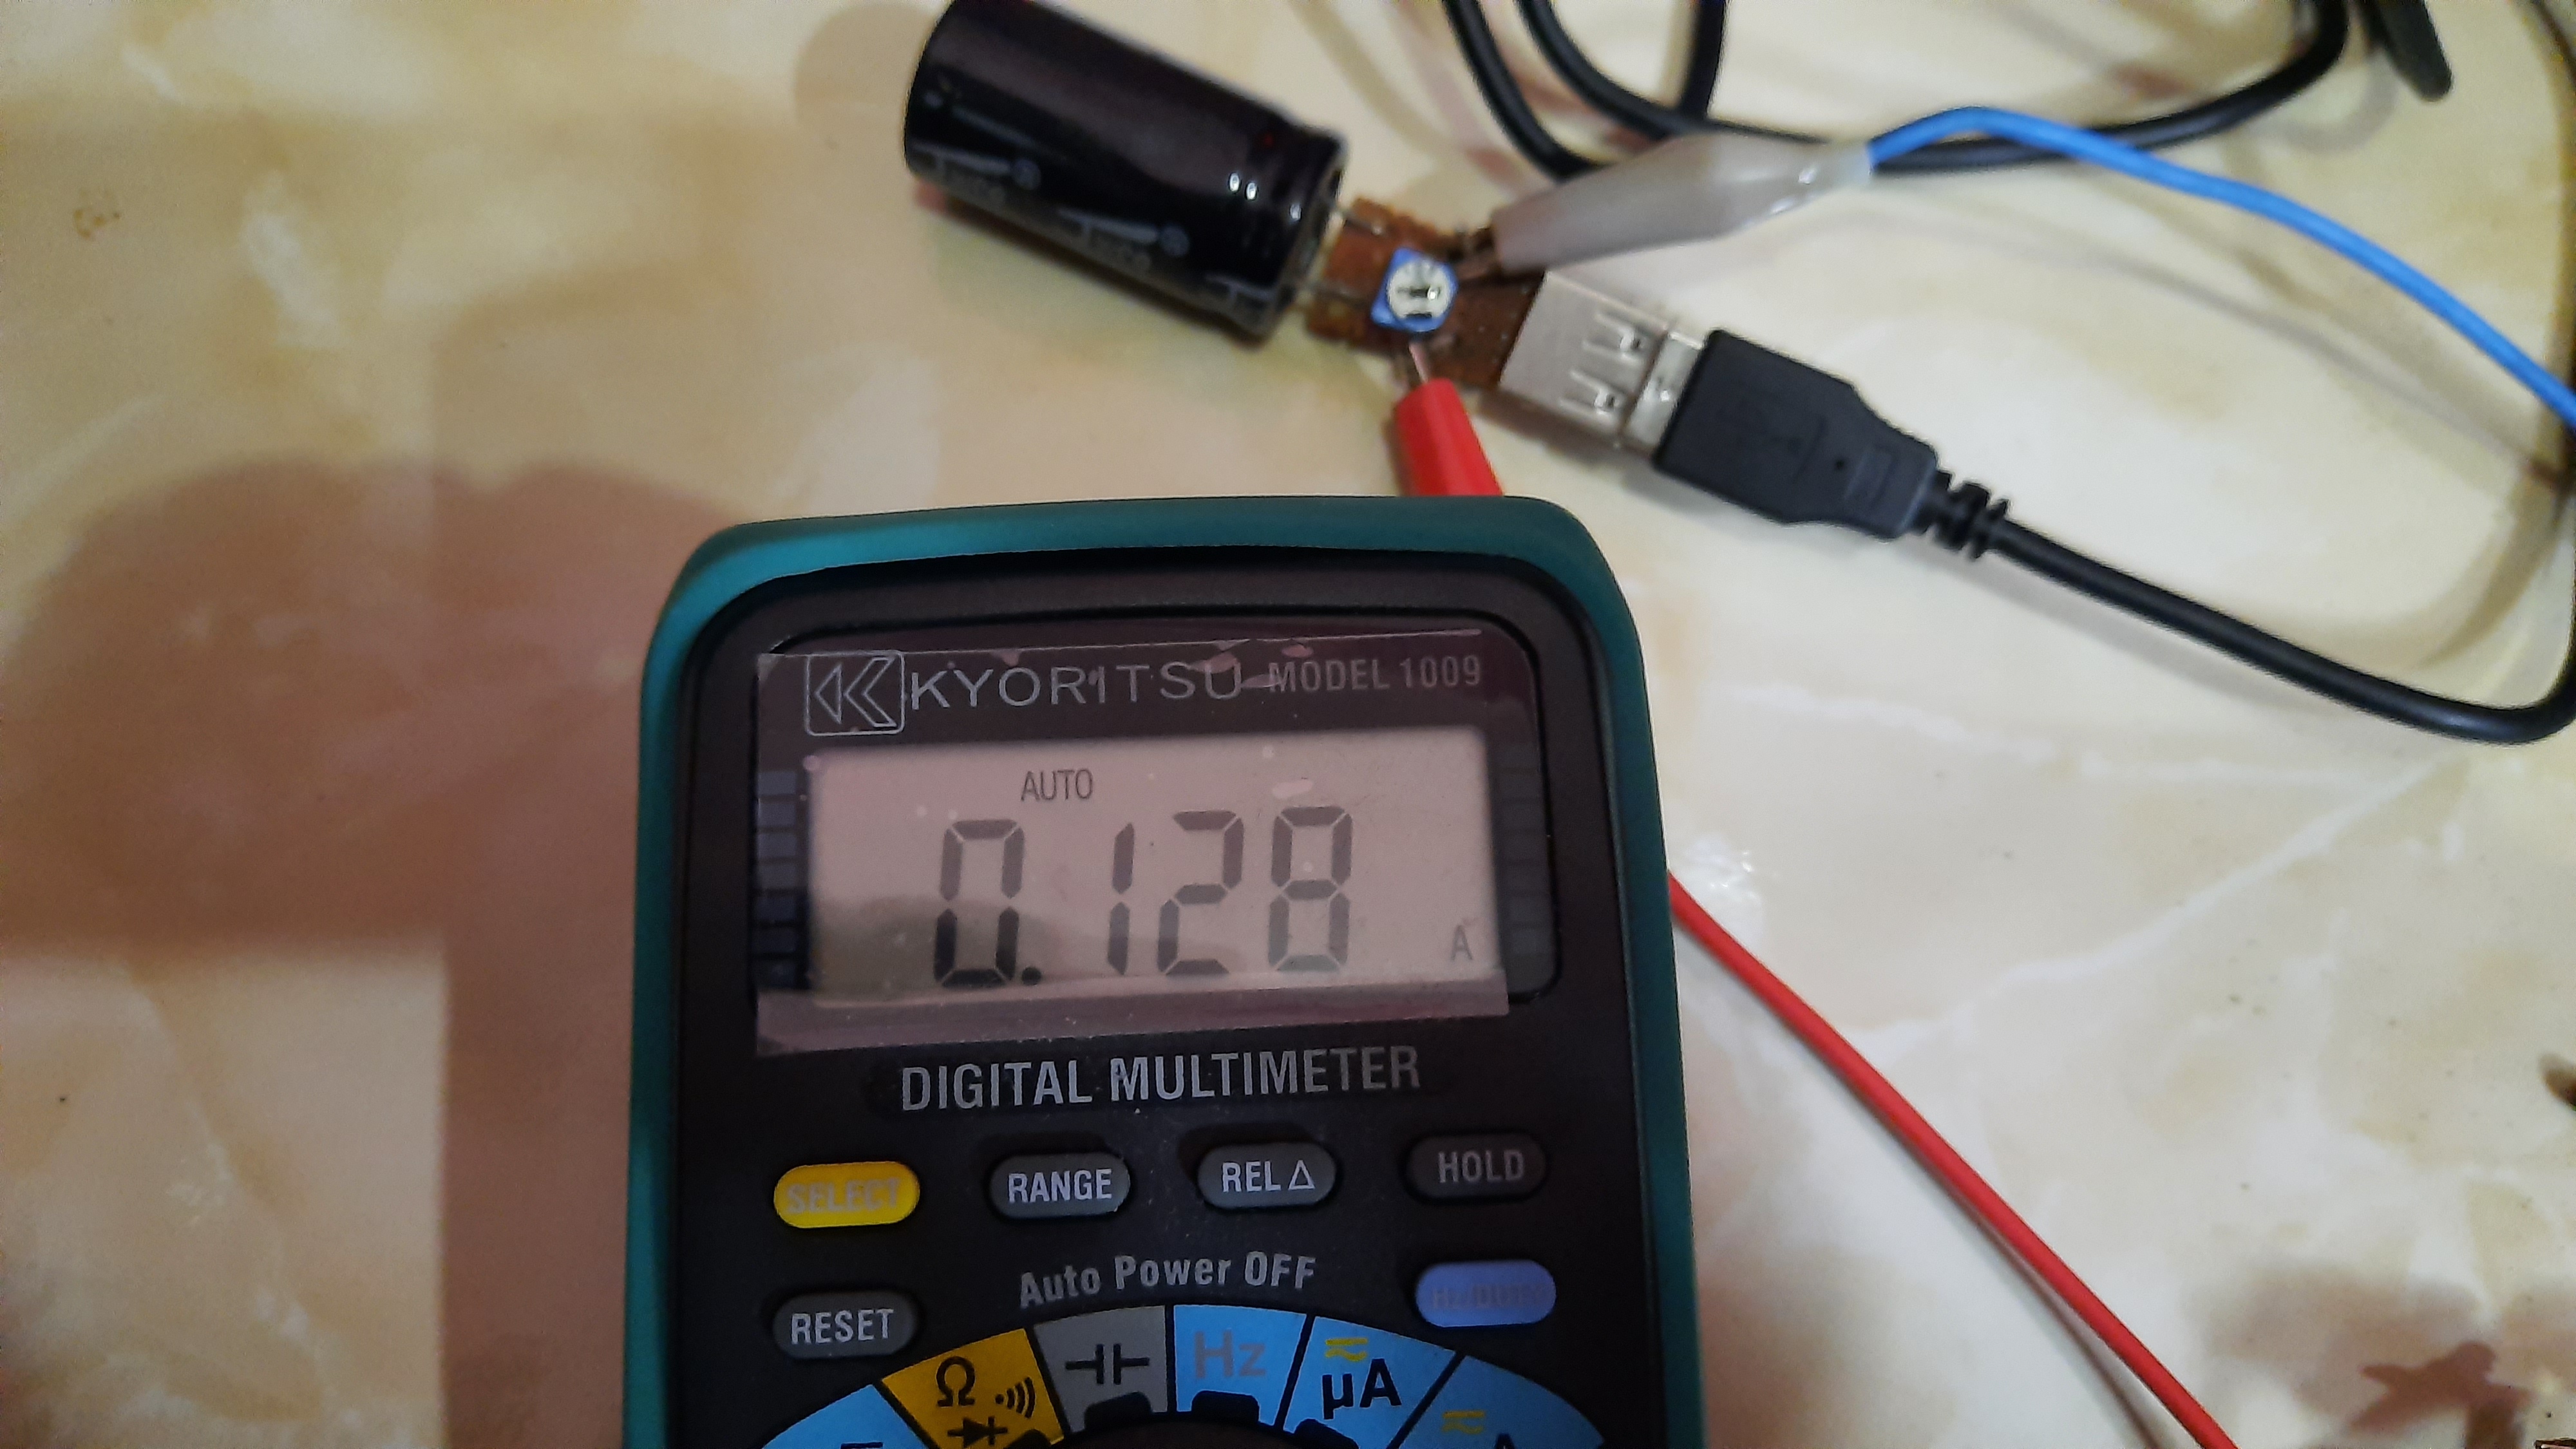 KYORITSU MODEL 1009
AUTO
0.128 A
DIGITAL MULTIMETER
SELECT RANGE REL△ HOLD
Auto Power OFF
RESET
Ω Hz μA
A